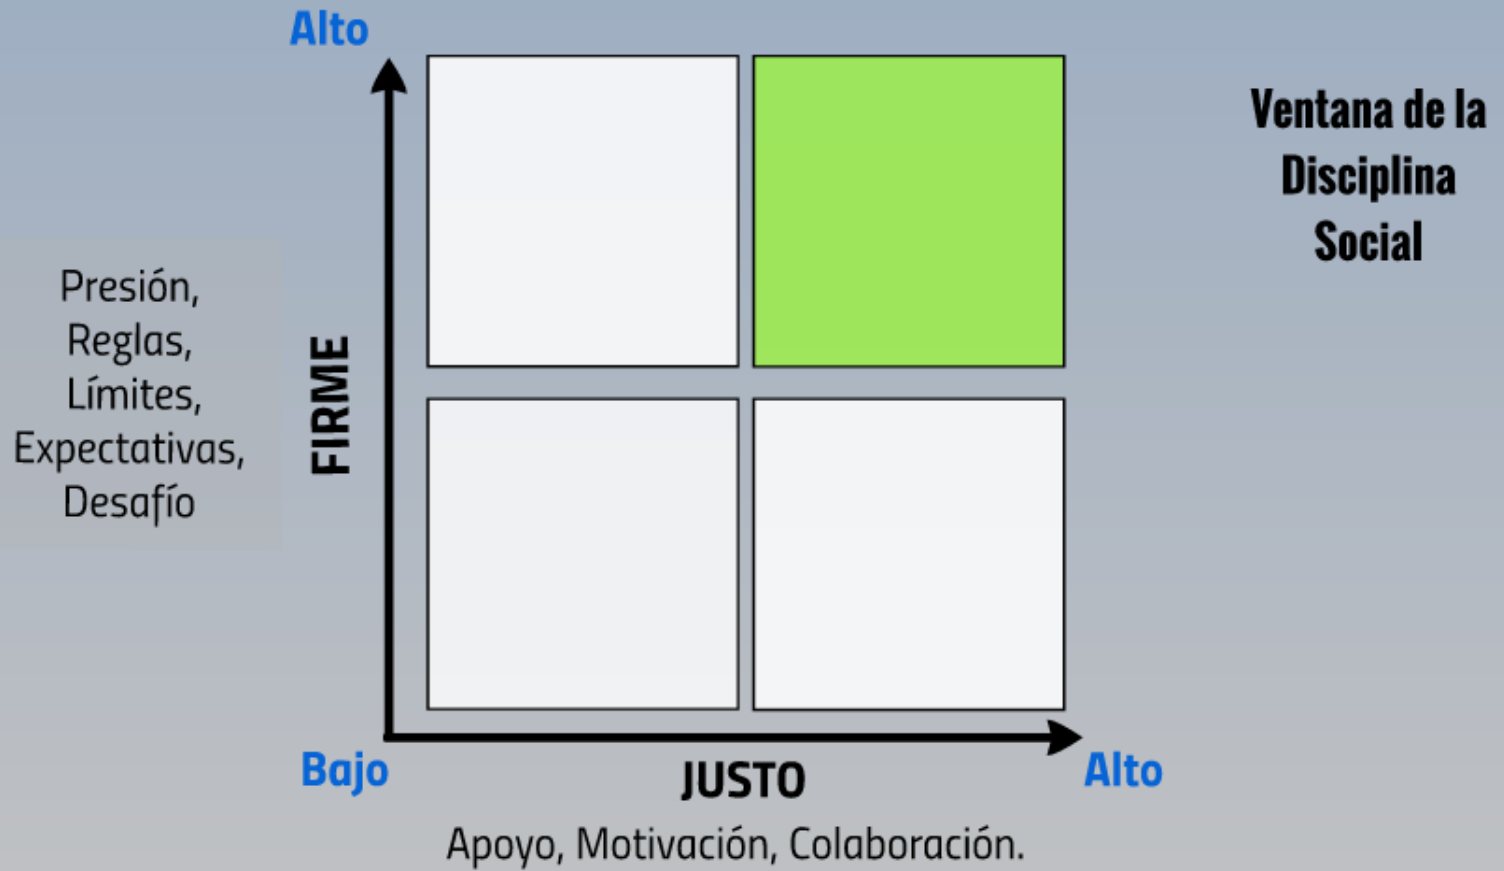 Alto
Ventana de la
Disciplina
Social
Presión,
Reglas,
Límites,
Expectativas,
Desafío
FIRME
Bajo
JUSTO
Alto
Apoyo, Motivación, Colaboración.